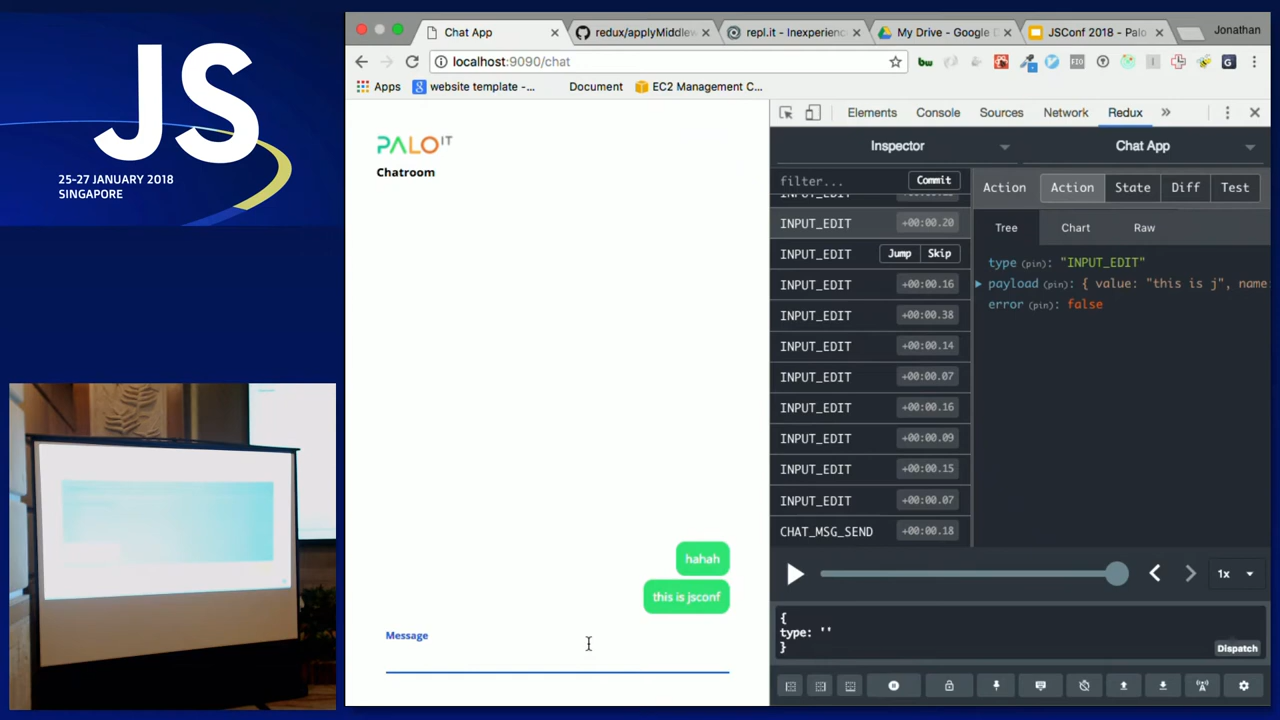 JS
25-27 JANUARY 2018
SINGAPORE
Chat App
redux/applyMiddlew
repl.it - Inexperienc
My Drive - Google D
JSConf 2018 - Palo
Jonathan
localhost:9090/chat
Apps
website template -...
Document
EC2 Management C...
PALO IT
Chatroom
hahah
this is jsconf
Message
Elements
Console
Sources
Network
Redux
»
Inspector
Chat App
filter...
Commit
Action
Action
State
Diff
Test
Tree
Chart
Raw
INPUT_EDIT +00:00.20
INPUT_EDIT Jump Skip
INPUT_EDIT +00:00.16
INPUT_EDIT +00:00.38
INPUT_EDIT +00:00.14
INPUT_EDIT +00:00.07
INPUT_EDIT +00:00.16
INPUT_EDIT +00:00.09
INPUT_EDIT +00:00.15
INPUT_EDIT +00:00.07
CHAT_MSG_SEND +00:00.18
type (pin): "INPUT_EDIT"
payload (pin): { value: "this is j", name
error (pin): false
1x
{
type: ''
}
Dispatch